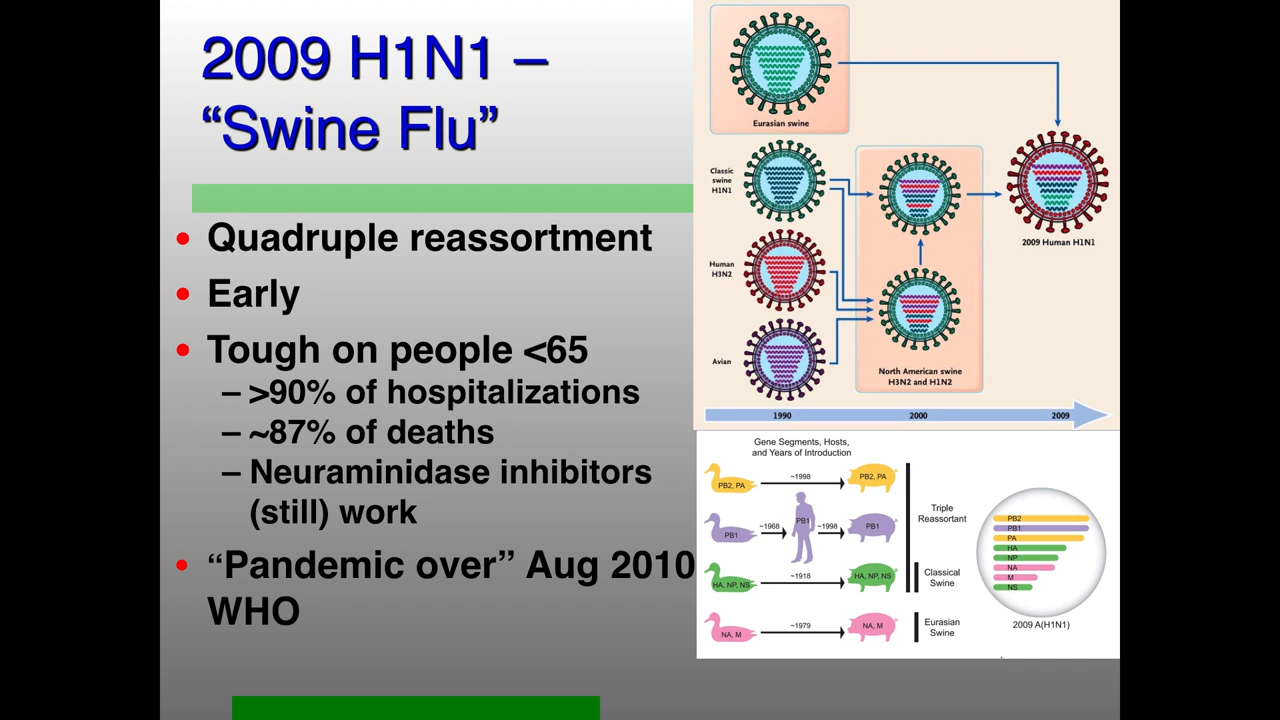 2009 H1N1 –
“Swine Flu”
• Quadruple reassortment
• Early
• Tough on people <65
– >90% of hospitalizations
– ~87% of deaths
– Neuraminidase inhibitors
(still) work
• “Pandemic over” Aug 2010
WHO
Eurasian swine
Classic
swine
H1N1
Human
H3N2
Avian
North American swine
H3N2 and H1N2
2009 Human H1N1
1990 2000 2009
Gene Segments, Hosts,
and Years of Introduction
PB2, PA ~1998 PB2, PA
PB1 ~1968 PB1 ~1998 PB1
HA, NP, NS ~1918 HA, NP, NS
NA, M ~1979 NA, M
Triple
Reassortant
Classical
Swine
Eurasian
Swine
PB2
PB1
PA
HA
NP
NA
M
NS
2009 A(H1N1)